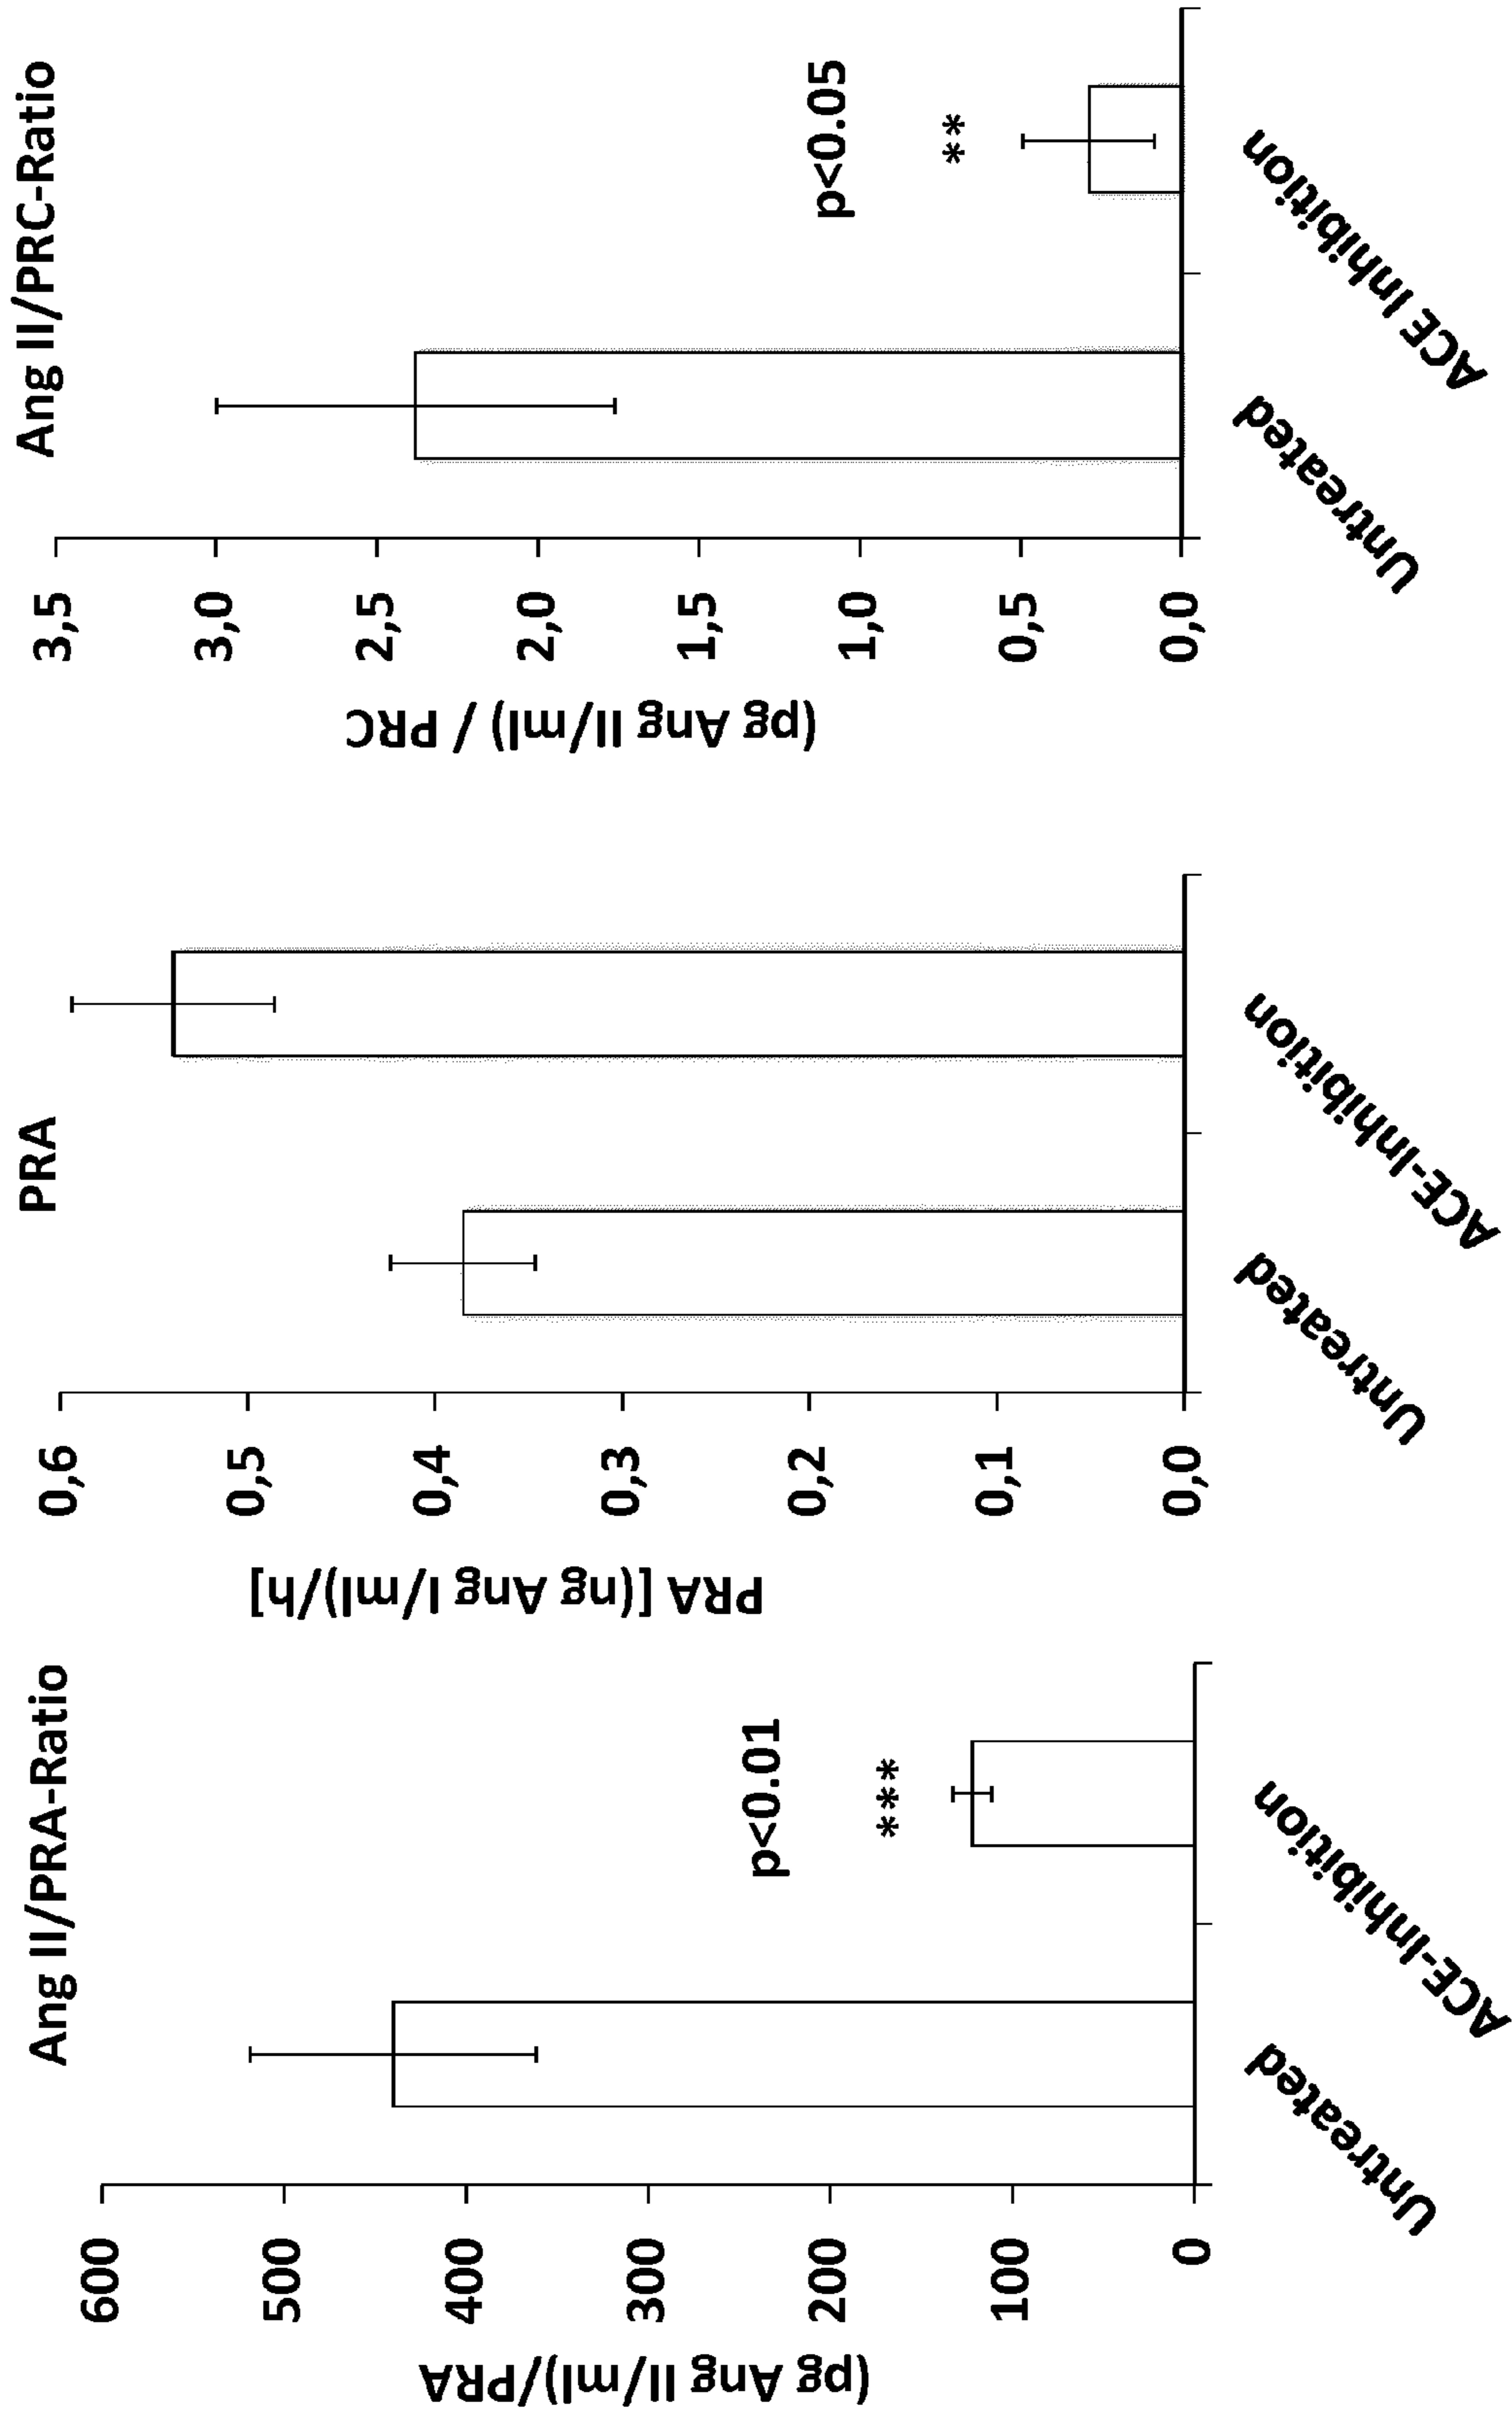 Ang II/PRA-Ratio
(pg Ang II/ml)/PRA
600
500
400
300
200
100
0
p<0.01
***
Untreated
ACE-Inhibition
PRA
PRA [(ng Ang I/ml)/h]
0,6
0,5
0,4
0,3
0,2
0,1
0,0
Untreated
ACE-Inhibition
Ang II/PRC-Ratio
(pg Ang II/ml) / PRC
3,5
3,0
2,5
2,0
1,5
1,0
0,5
0,0
p<0.05
**
Untreated
ACE Inhibition